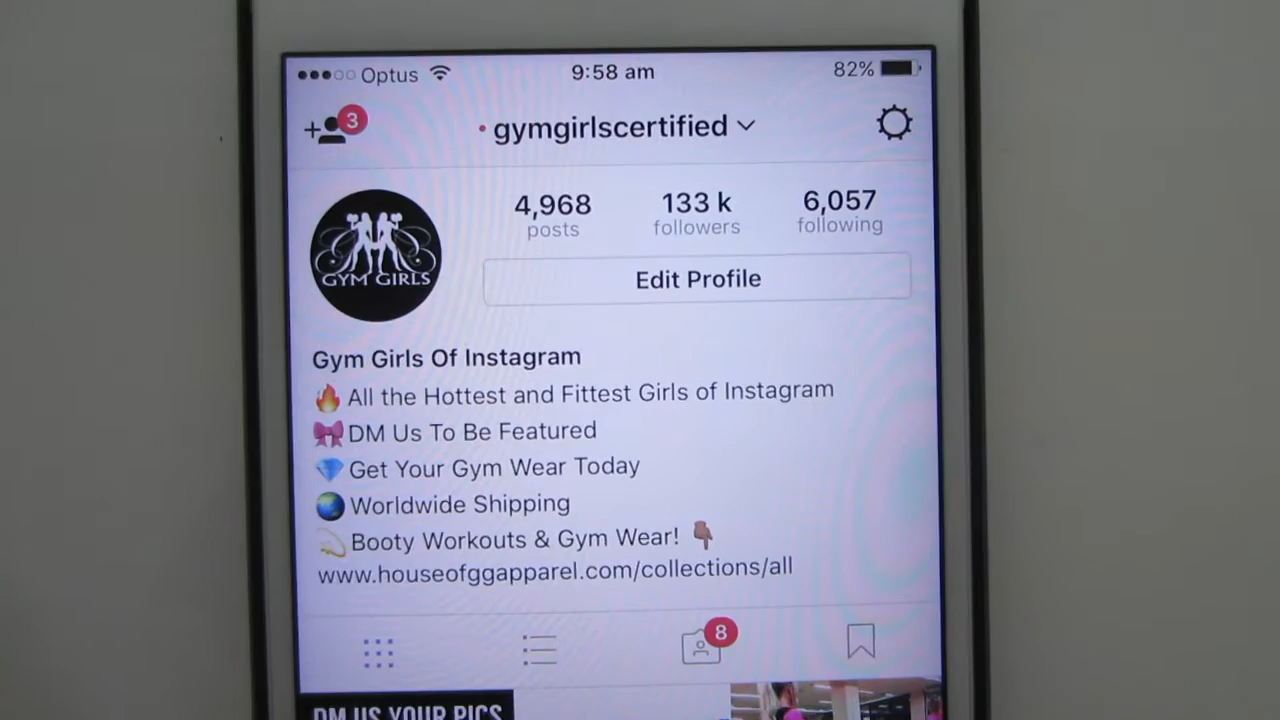 Optus 9:58 am 82%
3 gymgirlscertified
4,968 133 k 6,057
posts followers following
GYM GIRLS
Edit Profile
Gym Girls Of Instagram
🔥 All the Hottest and Fittest Girls of Instagram
🎀 DM Us To Be Featured
💎 Get Your Gym Wear Today
🌏 Worldwide Shipping
💫 Booty Workouts & Gym Wear! 👇🏽
www.houseofggapparel.com/collections/all
8
DM US YOUR PICS